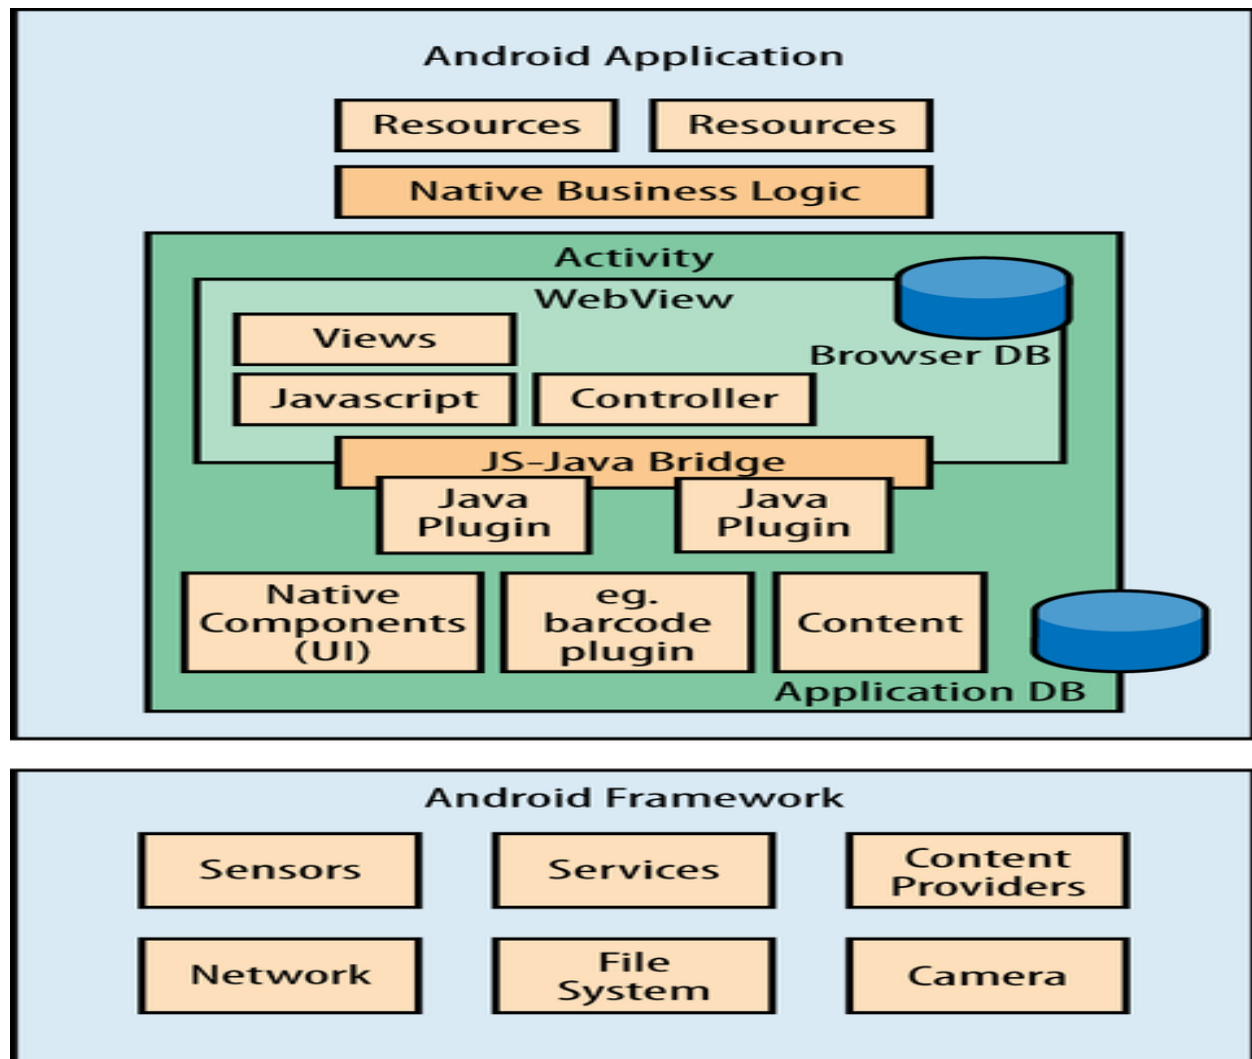 Android Application
Resources
Resources
Native Business Logic
Activity
WebView
Views
Browser DB
Javascript
Controller
JS-Java Bridge
Java
Plugin
Java
Plugin
Native
Components
(UI)
eg.
barcode
plugin
Content
Application DB
Android Framework
Sensors
Services
Content
Providers
Network
File
System
Camera